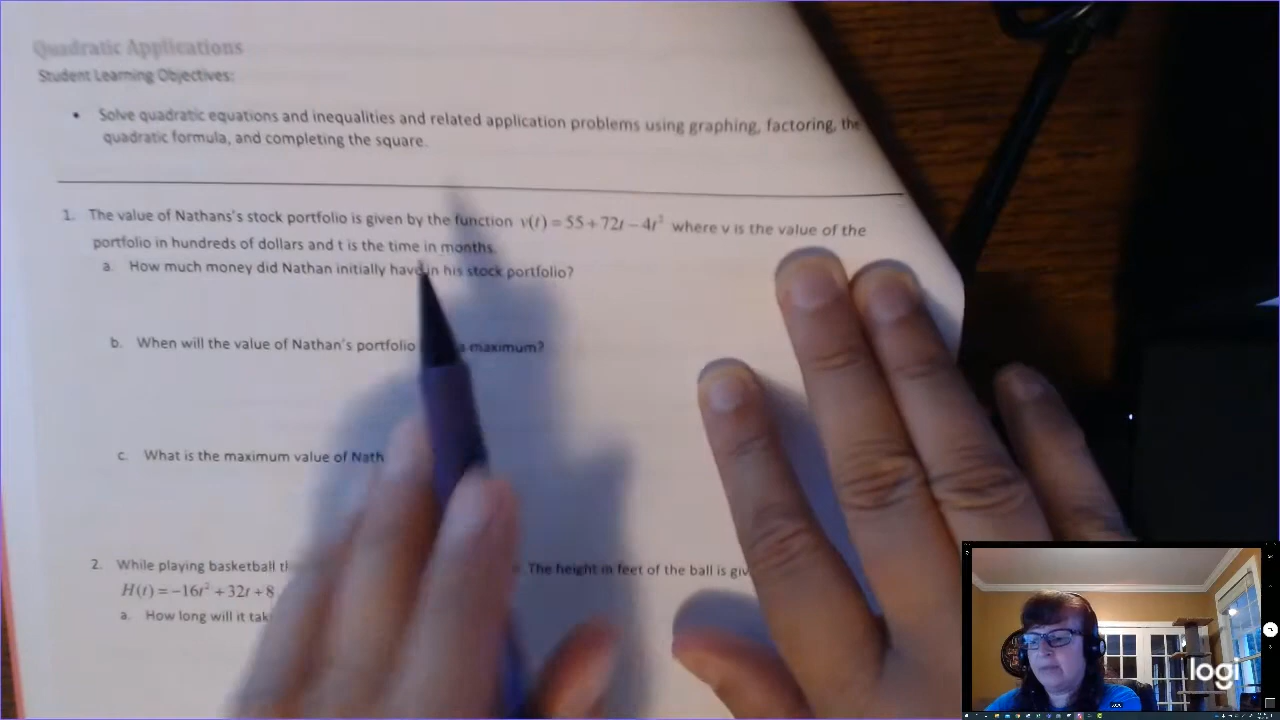 Quadratic Applications
Student Learning Objectives:
• Solve quadratic equations and inequalities and related application problems using graphing, factoring, the
quadratic formula, and completing the square.
1. The value of Nathans's stock portfolio is given by the function v(t) = 55 + 72t − 4t² where v is the value of the
portfolio in hundreds of dollars and t is the time in months.
a. How much money did Nathan initially have in his stock portfolio?
b. When will the value of Nathan's portfolio a maximum?
c. What is the maximum value of Nath
2. While playing basketball The height in feet of the ball is
H(t) = −16t² + 32t + 8
a. How long will it
logi